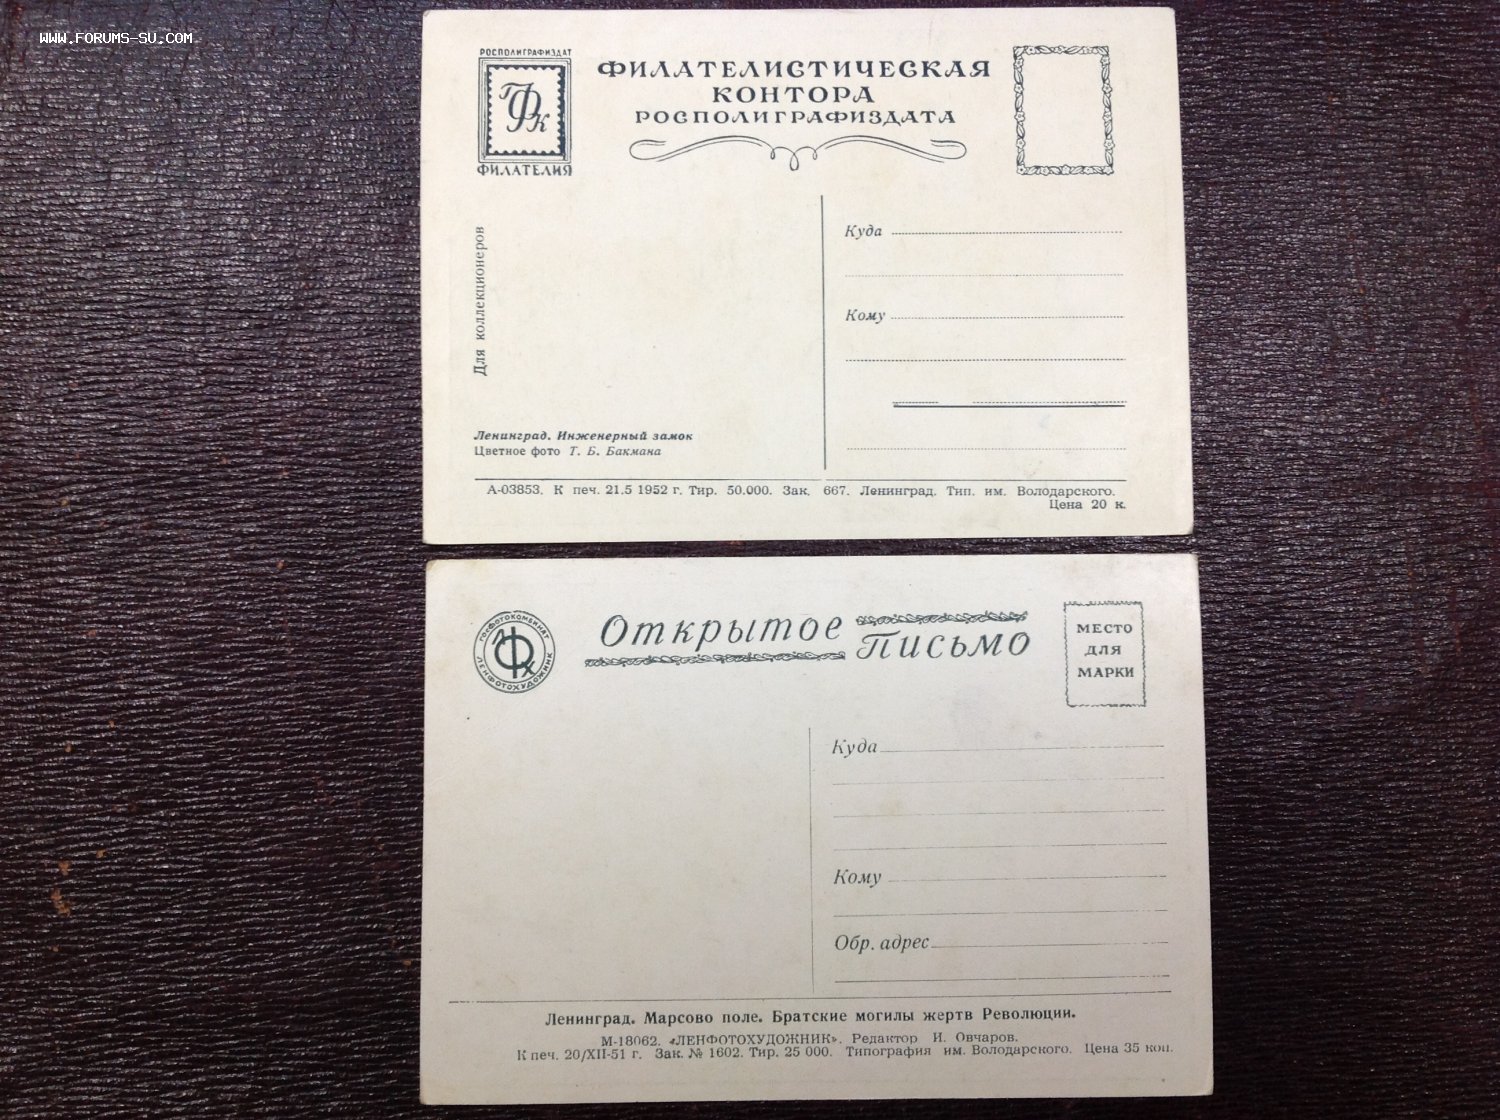 WWW.FORUMS-SU.COM
РОСПОЛИГРАФИЗДАТ
ФК
ФИЛАТЕЛИЯ
ФИЛАТЕЛИСТИЧЕСКАЯ
КОНТОРА
РОСПОЛИГРАФИЗДАТА
Для коллекционеров
Куда
Кому
Ленинград. Инженерный замок
Цветное фото Т. Б. Бакмана
А-03853. К печ. 21.5 1952 г. Тир. 50.000. Зак. 667. Ленинград. Тип. им. Володарского.
Цена 20 к.
ГОСФОТОКОМБИНАТ
ЛФХ
ЛЕНФОТОХУДОЖНИК
Открытое
Письмо
МЕСТО
ДЛЯ
МАРКИ
Куда
Кому
Обр. адрес
Ленинград. Марсово поле. Братские могилы жертв Революции.
М-18062. «ЛЕНФОТОХУДОЖНИК». Редактор И. Овчаров.
К печ. 20/XII-51 г. Зак. № 1602. Тир. 25 000. Типография им. Володарского. Цена 35 коп.